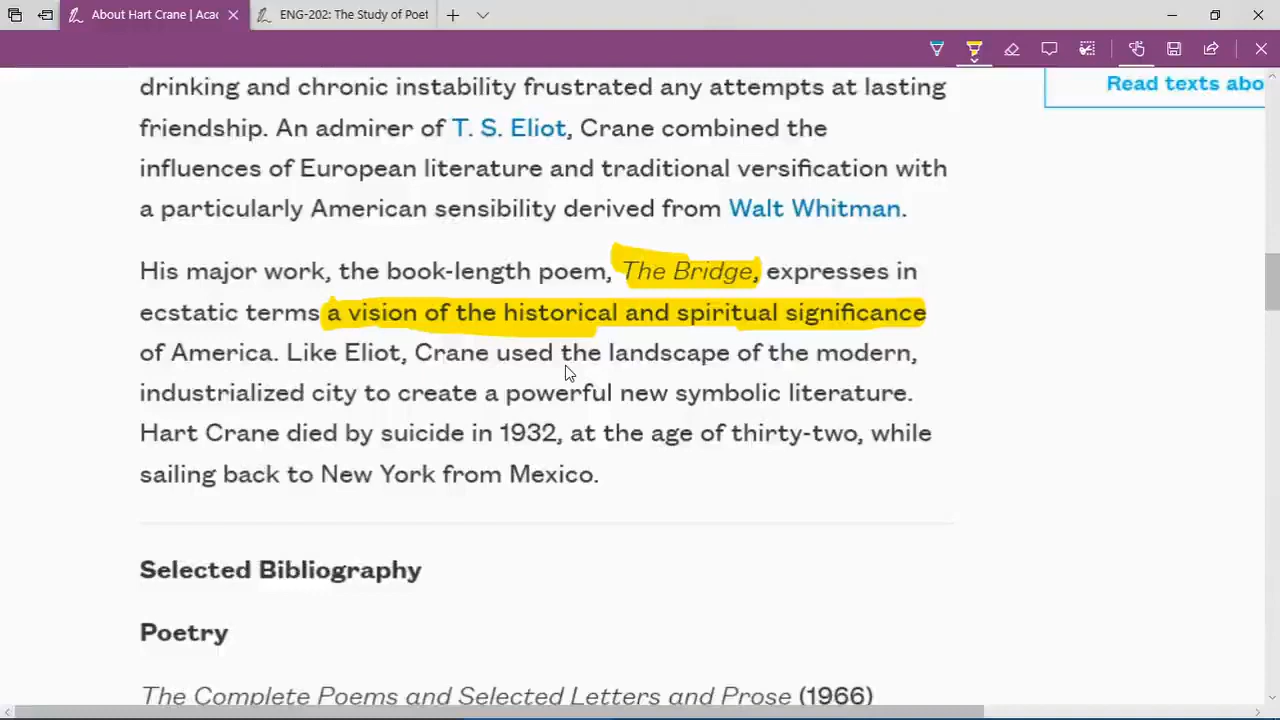 About Hart Crane | Acac
ENG-202: The Study of Poet
drinking and chronic instability frustrated any attempts at lasting
Read texts abo
friendship. An admirer of T. S. Eliot, Crane combined the
influences of European literature and traditional versification with
a particularly American sensibility derived from Walt Whitman.
His major work, the book-length poem, The Bridge, expresses in
ecstatic terms a vision of the historical and spiritual significance
of America. Like Eliot, Crane used the landscape of the modern,
industrialized city to create a powerful new symbolic literature.
Hart Crane died by suicide in 1932, at the age of thirty-two, while
sailing back to New York from Mexico.
Selected Bibliography
Poetry
The Complete Poems and Selected Letters and Prose (1966)